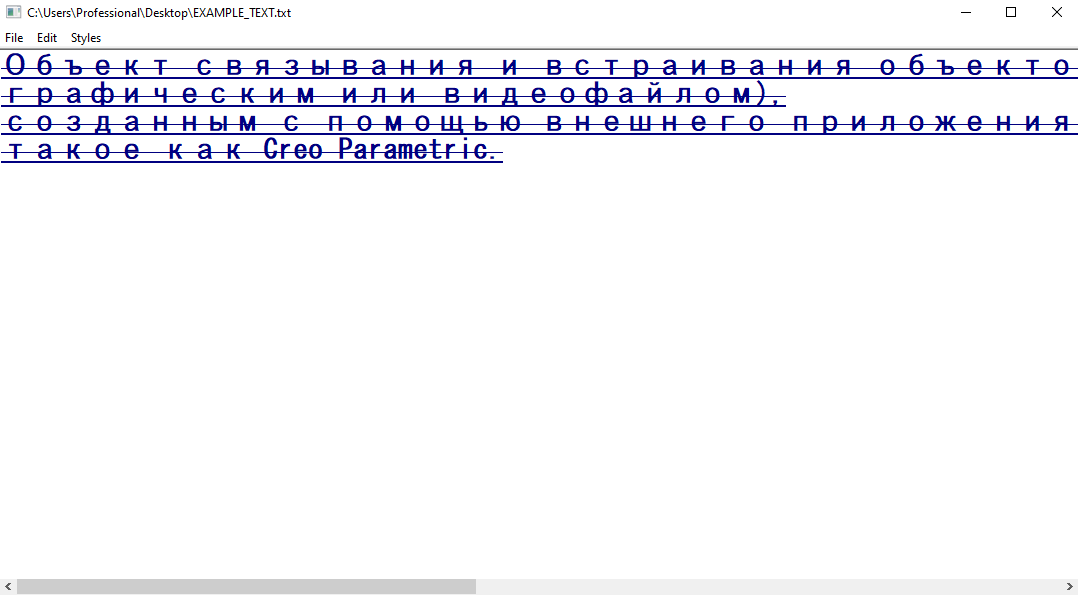 C:\Users\Professional\Desktop\EXAMPLE_TEXT.txt
File Edit Styles
Объект связывания и встраивания объекто
графическим или видеофайлом),
созданным с помощью внешнего приложения
такое как Creo Parametric.